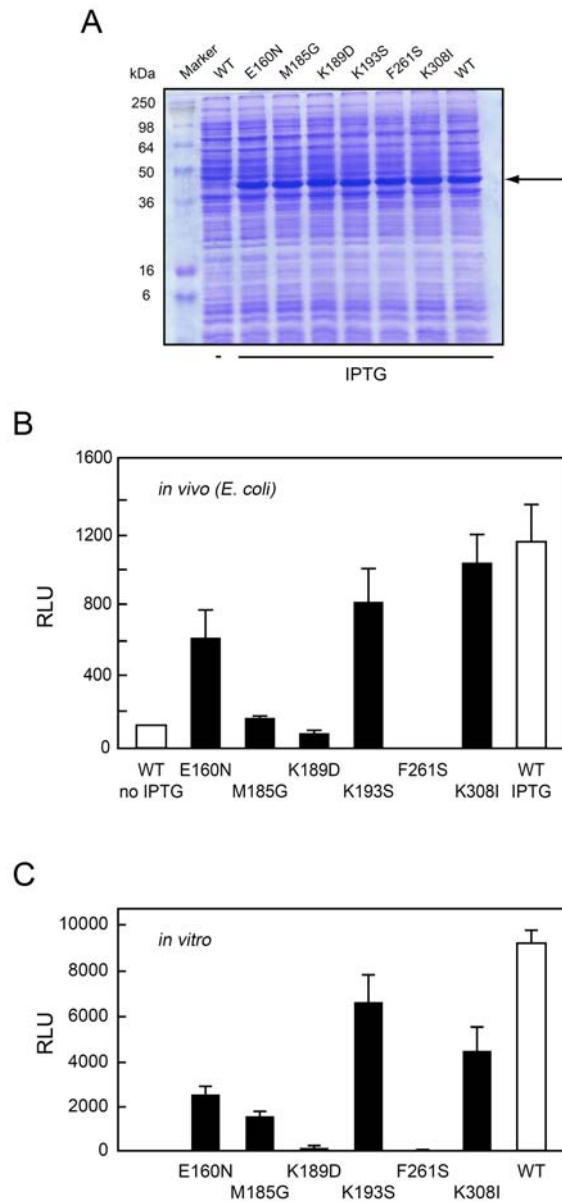 A
kDa
Marker
WT
E160N
M185G
K189D
K193S
F261S
K308I
WT
250
98
64
50
36
16
6
-
IPTG
B
1600
1200
800
400
0
RLU
in vivo (E. coli)
WT
no IPTG
E160N
M185G
K189D
K193S
F261S
K308I
WT
IPTG
C
10000
8000
6000
4000
2000
0
RLU
in vitro
E160N
M185G
K189D
K193S
F261S
K308I
WT